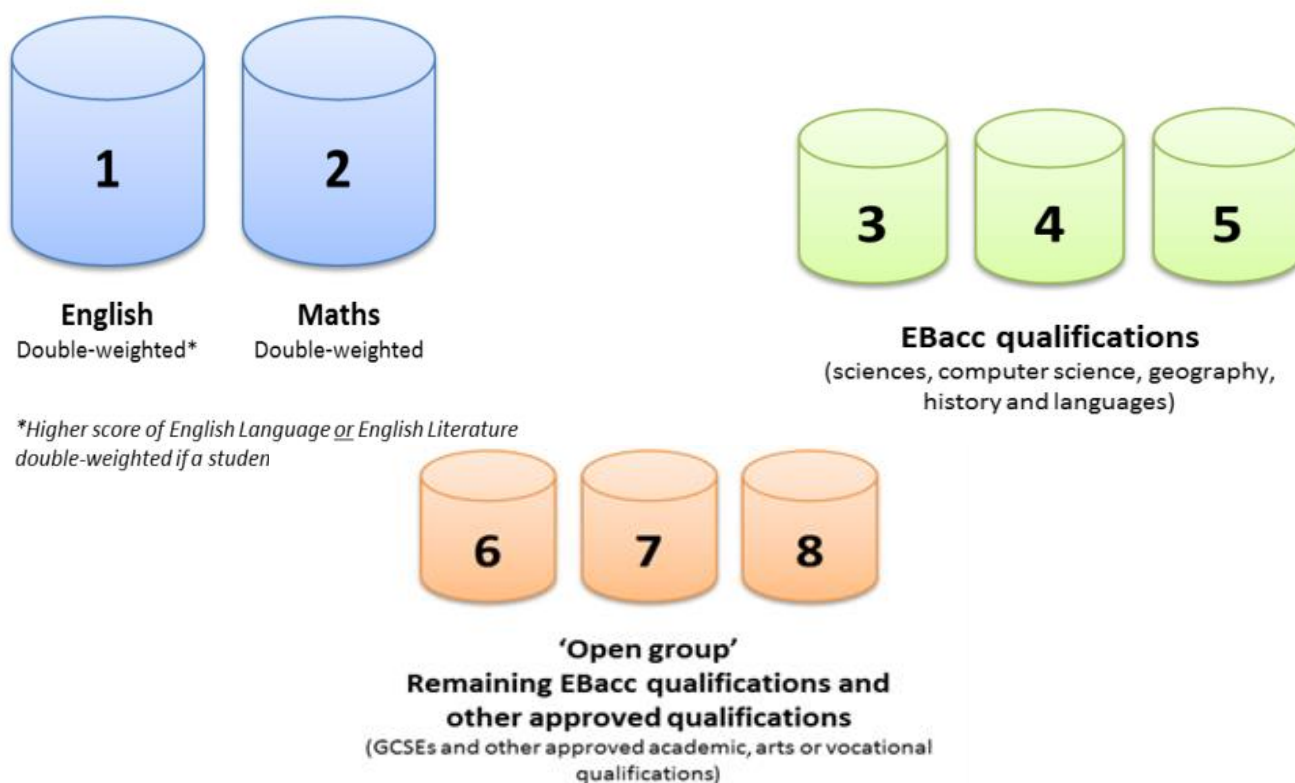 1
2
English
Double-weighted*
Maths
Double-weighted
*Higher score of English Language or English Literature
double-weighted if a studen
3
4
5
EBacc qualifications
(sciences, computer science, geography,
history and languages)
6
7
8
‘Open group’
Remaining EBacc qualifications and
other approved qualifications
(GCSEs and other approved academic, arts or vocational
qualifications)